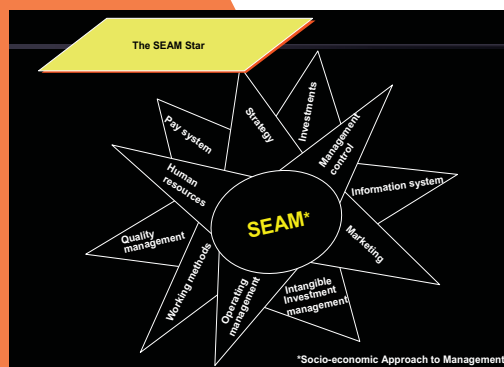 The SEAM Star
Strategy
Investments
Management
control
Information system
Marketing
Intangible
Investment
management
Operating
management
Working methods
Quality
management
Human
resources
Pay system
SEAM*
*Socio-economic Approach to Management